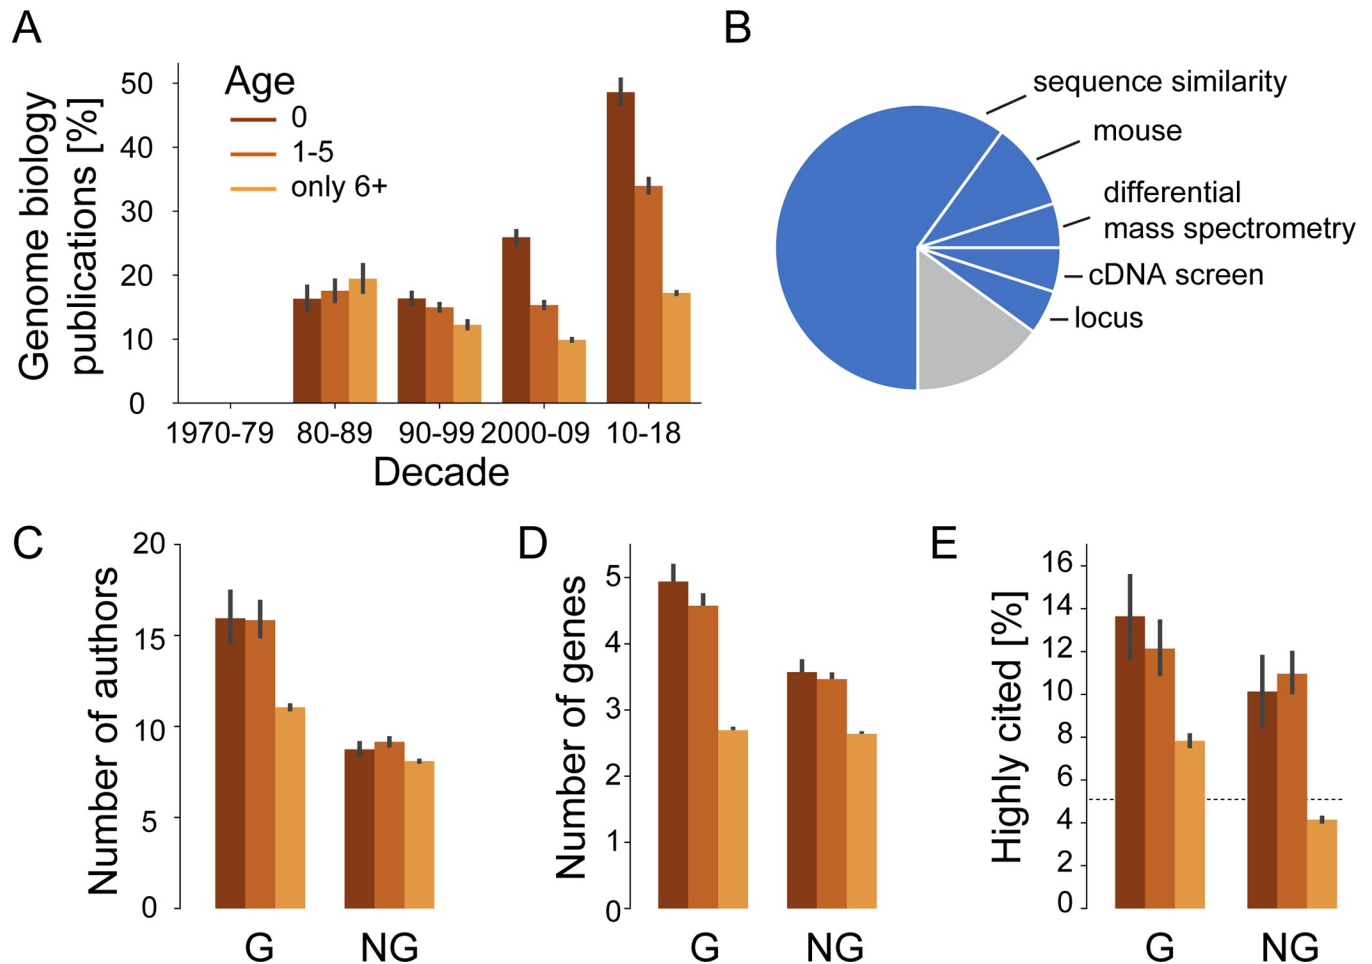 A
Genome biology
publications [%]
50
40
30
20
10
0
Age
0
1-5
only 6+
1970-79
80-89
90-99
2000-09
10-18
Decade
B
sequence similarity
mouse
differential
mass spectrometry
cDNA screen
locus
C
Number of authors
20
15
10
5
0
G
NG
D
Number of genes
5
4
3
2
1
0
G
NG
E
Highly cited [%]
16
14
12
10
8
6
4
2
0
G
NG